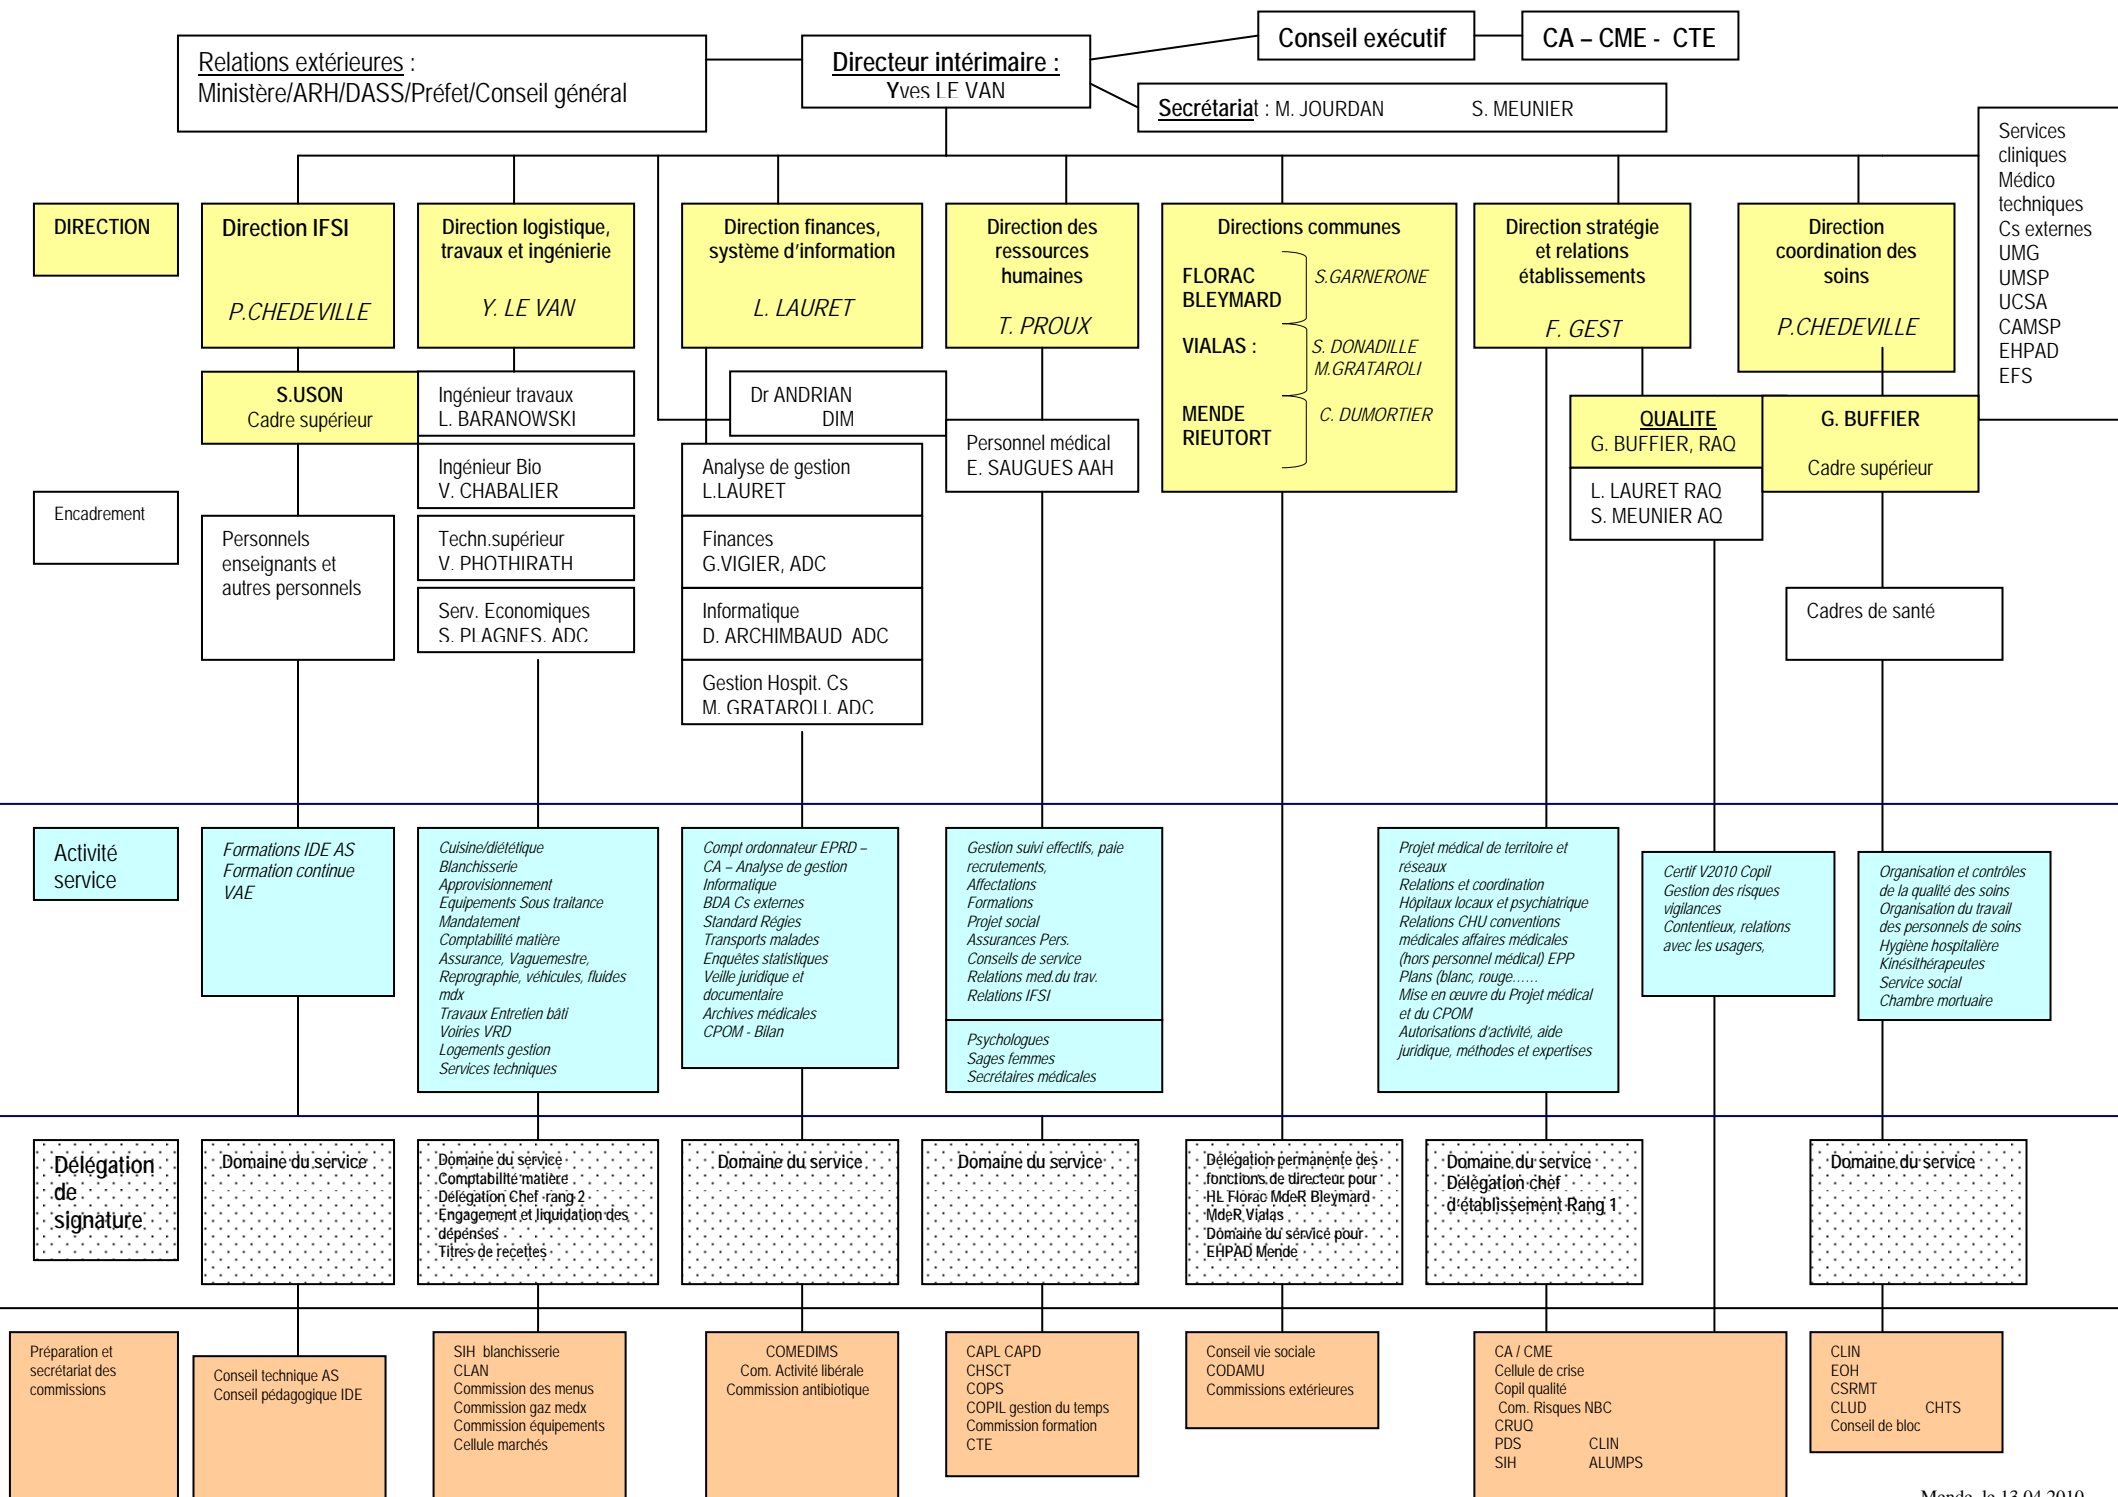 Conseil exécutif
CA – CME - CTE
Relations extérieures :
Ministère/ARH/DASS/Préfet/Conseil général
Directeur intérimaire :
Yves LE VAN
Secrétariat : M. JOURDAN S. MEUNIER
Services
cliniques
Médico
techniques
Cs externes
UMG
UMSP
UCSA
CAMSP
EHPAD
EFS
DIRECTION
Direction IFSI
P.CHEDEVILLE
Direction logistique,
travaux et ingénierie
Y. LE VAN
Direction finances,
système d'information
L. LAURET
Direction des
ressources
humaines
T. PROUX
Directions communes
FLORAC
BLEYMARD
S.GARNERONE
VIALAS :
S. DONADILLE
M.GRATAROLI
MENDE
RIEUTORT
C. DUMORTIER
Direction stratégie
et relations
établissements
F. GEST
Direction
coordination des
soins
P.CHEDEVILLE
S.USON
Cadre supérieur
Ingénieur travaux
L. BARANOWSKI
Dr ANDRIAN
DIM
Personnel médical
E. SAUGUES AAH
QUALITE
G. BUFFIER, RAQ
G. BUFFIER
Cadre supérieur
Ingénieur Bio
V. CHABALIER
Analyse de gestion
L.LAURET
L. LAURET RAQ
S. MEUNIER AQ
Encadrement
Personnels
enseignants et
autres personnels
Techn.supérieur
V. PHOTHIRATH
Finances
G.VIGIER, ADC
Serv. Economiques
S. PLAGNES. ADC
Informatique
D. ARCHIMBAUD ADC
Cadres de santé
Gestion Hospit. Cs
M. GRATAROLI. ADC
Activité
service
Formations IDE AS
Formation continue
VAE
Cuisine/diététique
Blanchisserie
Approvisionnement
Equipements Sous traitance
Mandatement
Comptabilité matière
Assurance, Vaguemestre,
Reprographie, véhicules, fluides
mdx
Travaux Entretien bâti
Voiries VRD
Logements gestion
Services techniques
Compt ordonnateur EPRD –
CA – Analyse de gestion
Informatique
BDA Cs externes
Standard Régies
Transports malades
Enquêtes statistiques
Veille juridique et
documentaire
Archives médicales
CPOM - Bilan
Gestion suivi effectifs, paie
recrutements,
Affectations
Formations
Projet social
Assurances Pers.
Conseils de service
Relations med.du trav.
Relations IFSI
Psychologues
Sages femmes
Secrétaires médicales
Projet médical de territoire et
réseaux
Relations et coordination
Hôpitaux locaux et psychiatrique
Relations CHU conventions
médicales affaires médicales
(hors personnel médical) EPP
Plans (blanc, rouge……
Mise en œuvre du Projet médical
et du CPOM
Autorisations d'activité, aide
juridique, méthodes et expertises
Certif V2010 Copil
Gestion des risques
vigilances
Contentieux, relations
avec les usagers,
Organisation et contrôles
de la qualité des soins
Organisation du travail
des personnels de soins
Hygiène hospitalière
Kinésithérapeutes
Service social
Chambre mortuaire
Délégation
de
signature
Domaine du service
Domaine du service
Comptabilité matière
Délégation Chef rang 2
Engagement et liquidation des
dépenses
Titres de recettes
Domaine du service
Domaine du service
Délégation permanente des
fonctions de directeur pour
HL Florac MdeR Bleymard
MdeR Vialas
Domaine du service pour
EHPAD Mende
Domaine du service
Délégation chef
d'établissement Rang 1
Domaine du service
Préparation et
secrétariat des
commissions
Conseil technique AS
Conseil pédagogique IDE
SIH blanchisserie
CLAN
Commission des menus
Commission gaz medx
Commission équipements
Cellule marchés
COMEDIMS
Com. Activité libérale
Commission antibiotique
CAPL CAPD
CHSCT
COPS
COPIL gestion du temps
Commission formation
CTE
Conseil vie sociale
CODAMU
Commissions extérieures
CA / CME
Cellule de crise
Copil qualité
Com. Risques NBC
CRUQ
PDS CLIN
SIH ALUMPS
CLIN
EOH
CSRMT
CLUD CHTS
Conseil de bloc
Mende, le 13.04.2010